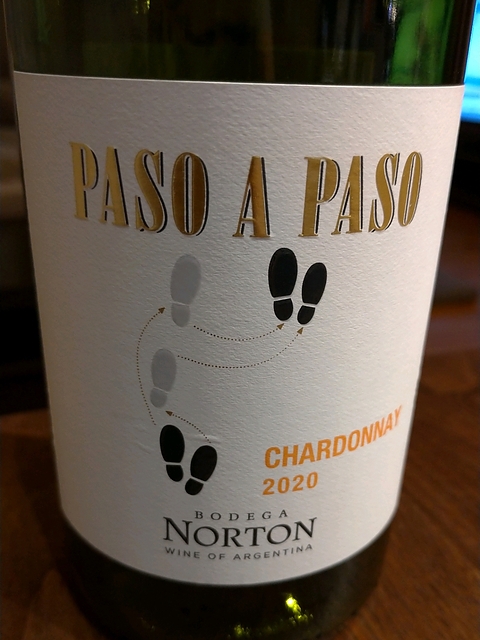 PASO A PASO
CHARDONNAY
2020
BODEGA
NORTON
WINE OF ARGENTINA